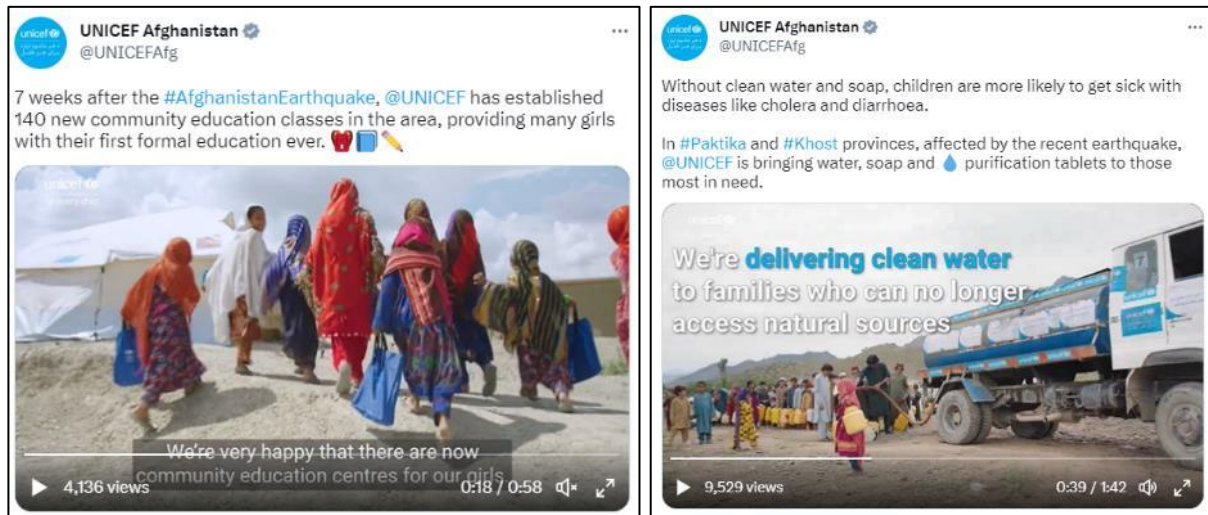 UNICEF Afghanistan
@UNICEFAfg
7 weeks after the #AfghanistanEarthquake, @UNICEF has established
140 new community education classes in the area, providing many girls
with their first formal education ever. 🎒📘✏️
unicef
We're very happy that there are now
community education centres for our girls
4,136 views
0:18 / 0:58
unicef
UNICEF Afghanistan
@UNICEFAfg
Without clean water and soap, children are more likely to get sick with
diseases like cholera and diarrhoea.
In #Paktika and #Khost provinces, affected by the recent earthquake,
@UNICEF is bringing water, soap and 💧 purification tablets to those
most in need.
unicef
We're delivering clean water
to families who can no longer
access natural sources
7
9,529 views
0:39 / 1:42